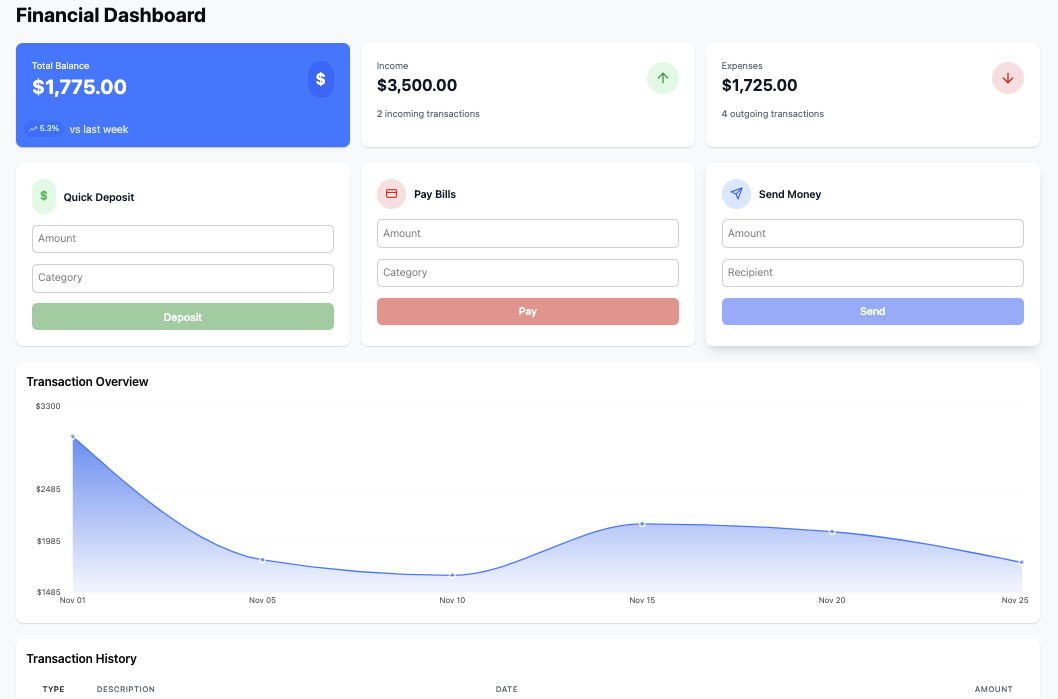 Financial Dashboard
Total Balance
$1,775.00
$
5.3% vs last week
Income
$3,500.00
2 incoming transactions
Expenses
$1,725.00
4 outgoing transactions
$ Quick Deposit
Amount
Category
Deposit
Pay Bills
Amount
Category
Pay
Send Money
Amount
Recipient
Send
Transaction Overview
$3300
$2485
$1985
$1485
Nov 01 Nov 05 Nov 10 Nov 15 Nov 20 Nov 25
Transaction History
TYPE DESCRIPTION DATE AMOUNT